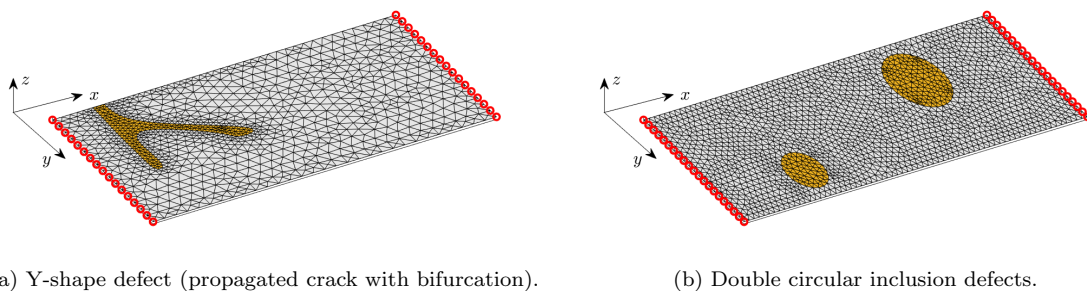 z
x
y
z
x
y
a) Y-shape defect (propagated crack with bifurcation).
(b) Double circular inclusion defects.